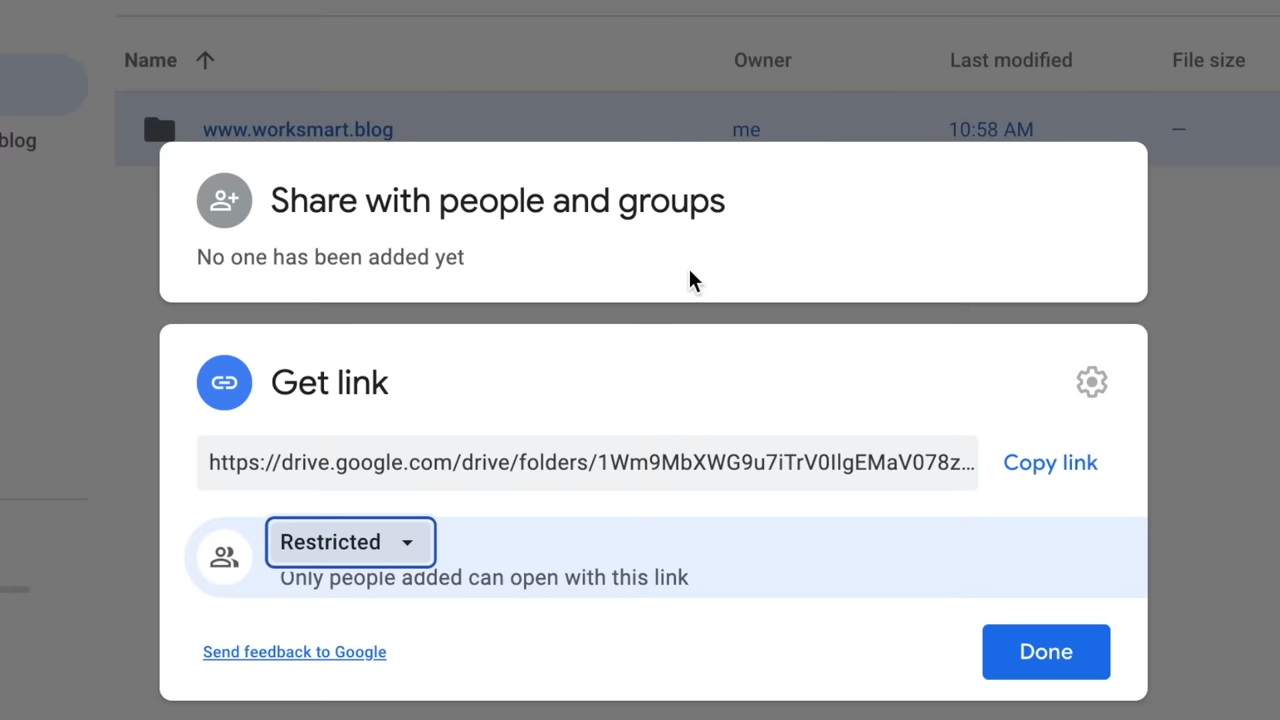 Name Owner Last modified File size
blog
www.worksmart.blog me 10:58 AM –
Share with people and groups
No one has been added yet
Get link
https://drive.google.com/drive/folders/1Wm9MbXWG9u7iTrV0IlgEMaV078z... Copy link
Restricted
Only people added can open with this link
Send feedback to Google Done